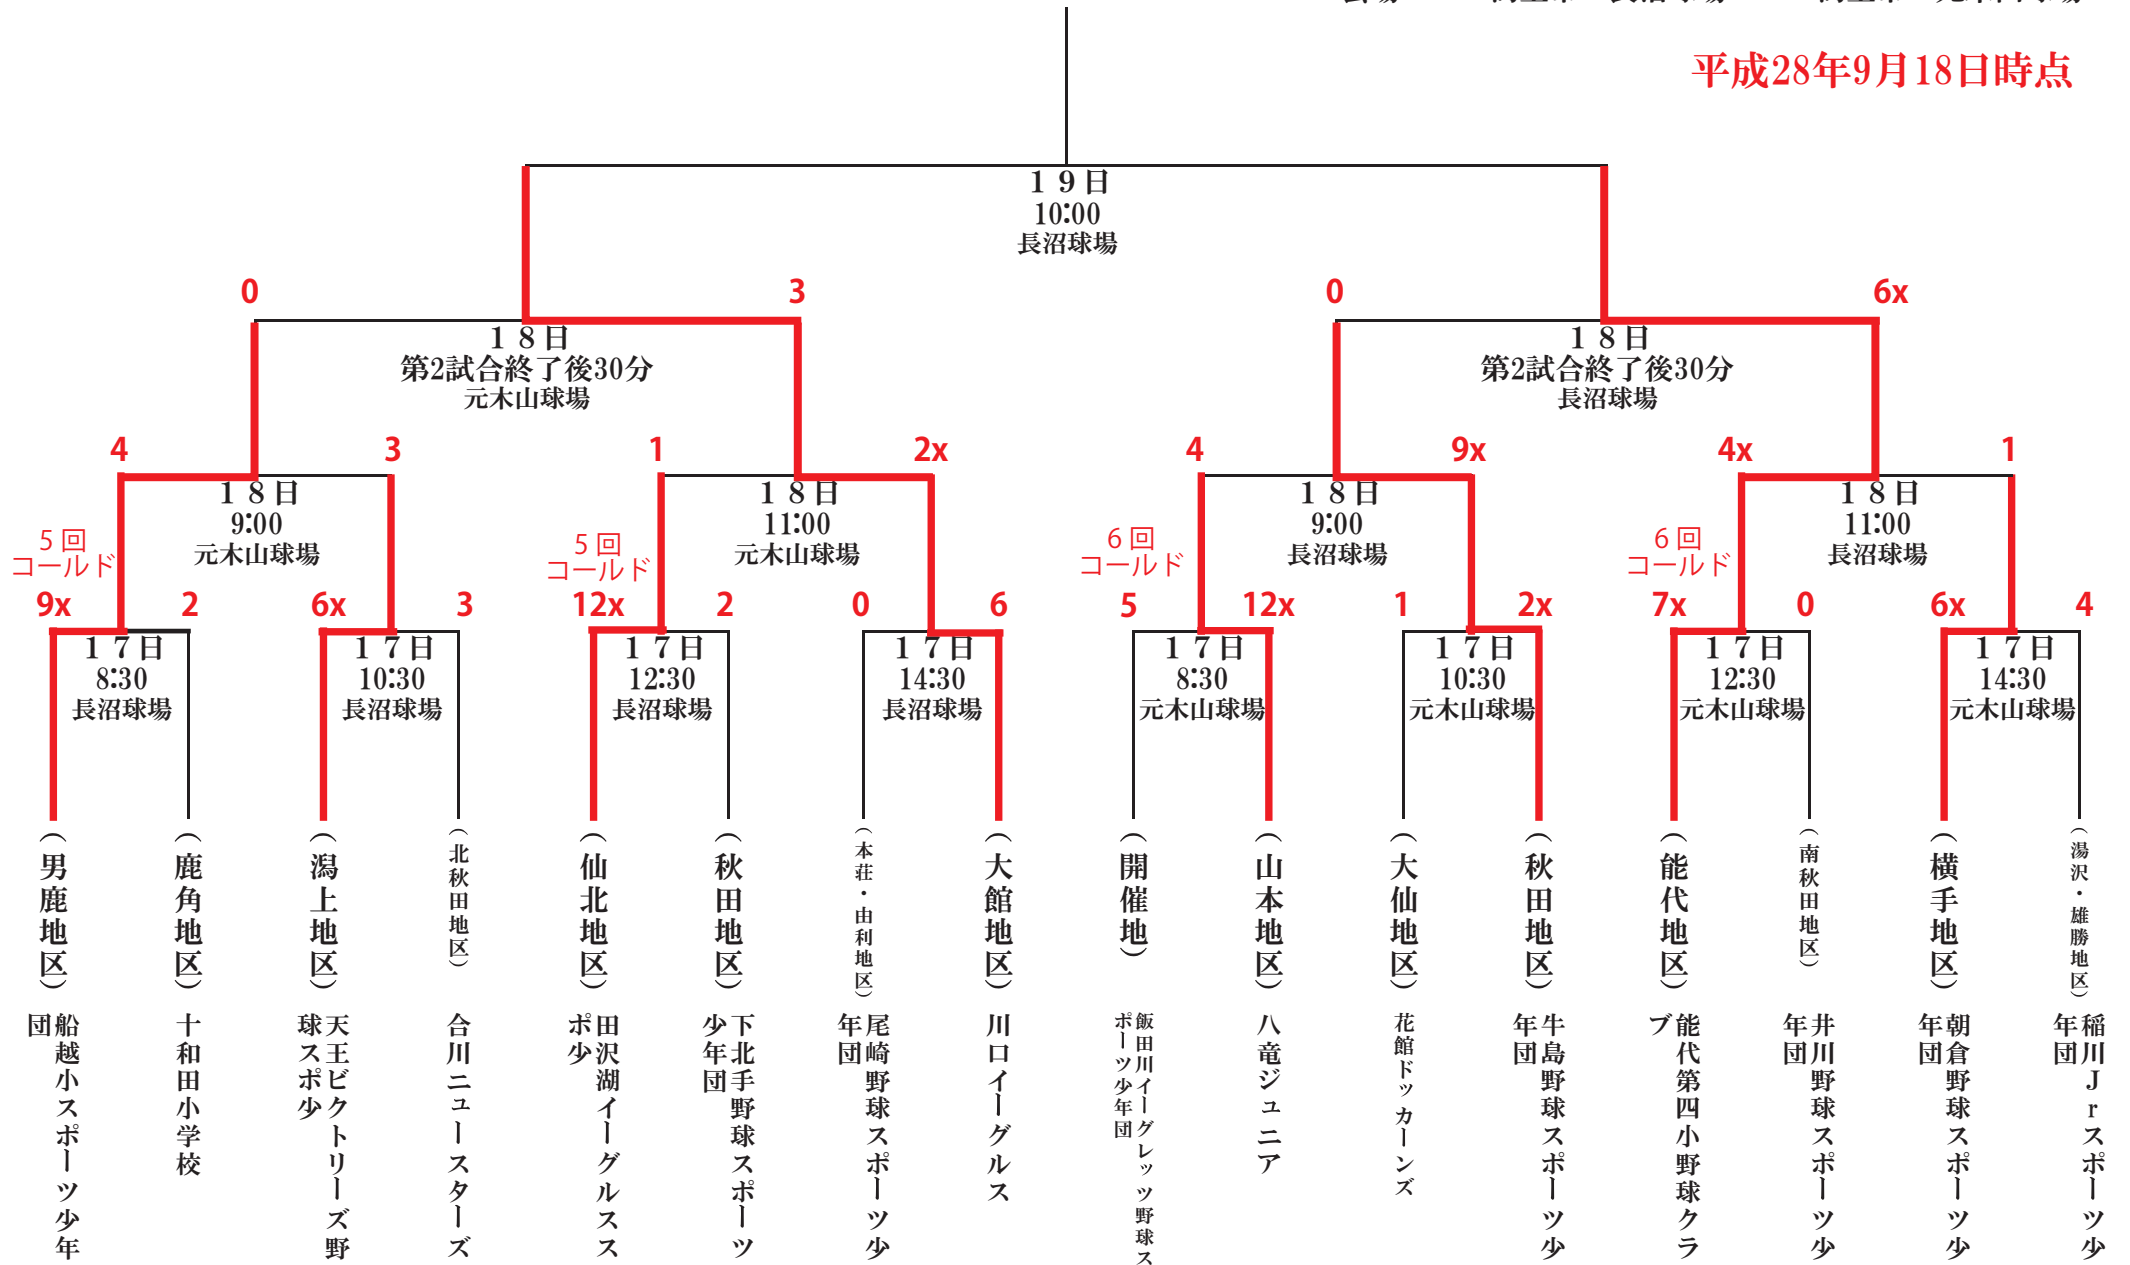 平成28年9月18日時点
１９日
10:00
長沼球場
0
3
0
6x
１８日
第2試合終了後30分
元木山球場
１８日
第2試合終了後30分
長沼球場
4
3
1
2x
4
9x
4x
1
１８日
9:00
元木山球場
１８日
11:00
元木山球場
１８日
9:00
長沼球場
１８日
11:00
長沼球場
５回
コールド
５回
コールド
６回
コールド
６回
コールド
9x
2
6x
3
12x
2
0
6
5
12x
1
2x
7x
0
6x
4
１７日
8:30
長沼球場
１７日
10:30
長沼球場
１７日
12:30
長沼球場
１７日
14:30
長沼球場
１７日
8:30
元木山球場
１７日
10:30
元木山球場
１７日
12:30
元木山球場
１７日
14:30
元木山球場
（男鹿地区）
船越小スポーツ少年
団
（鹿角地区）
十和田小学校
（潟上地区）
天王ビクトリーズ野
球スポ少
（北秋田地区）
合川ニュースターズ
（仙北地区）
田沢湖イーグルスス
ポ少
（秋田地区）
下北手野球スポーツ
少年団
（本荘・由利地区）
尾崎野球スポーツ少
年団
（大館地区）
川口イーグルス
（開催地）
飯田川イーグレッツ野球ス
ポーツ少年団
（山本地区）
八竜ジュニア
（大仙地区）
花館ドッカーンズ
（秋田地区）
牛島野球スポーツ少
年団
（能代地区）
能代第四小野球クラ
ブ
（南秋田地区）
井川野球スポーツ少
年団
（横手地区）
朝倉野球スポーツ少
年団
（湯沢・雄勝地区）
稲川Ｊｒスポーツ少
年団